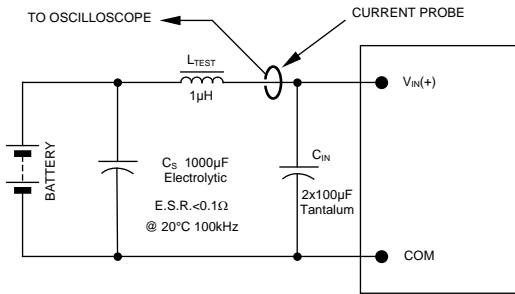 TO OSCILLOSCOPE
CURRENT PROBE
LTEST
1µH
VIN(+)
BATTERY
CS 1000µF
Electrolytic
E.S.R.<0.1Ω
@ 20°C 100kHz
CIN
2x100µF
Tantalum
COM